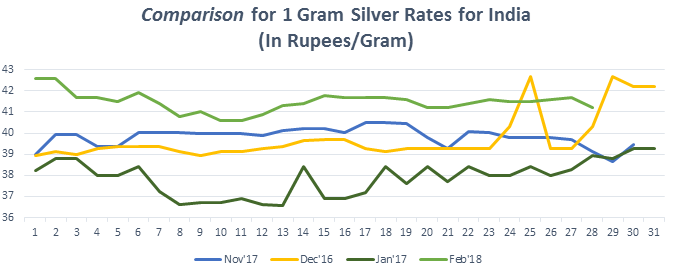 Comparison for 1 Gram Silver Rates for India
(In Rupees/Gram)
43
42
41
40
39
38
37
36
1 2 3 4 5 6 7 8 9 10 11 12 13 14 15 16 17 18 19 20 21 22 23 24 25 26 27 28 29 30 31
Nov'17 Dec'16 Jan'17 Feb'18